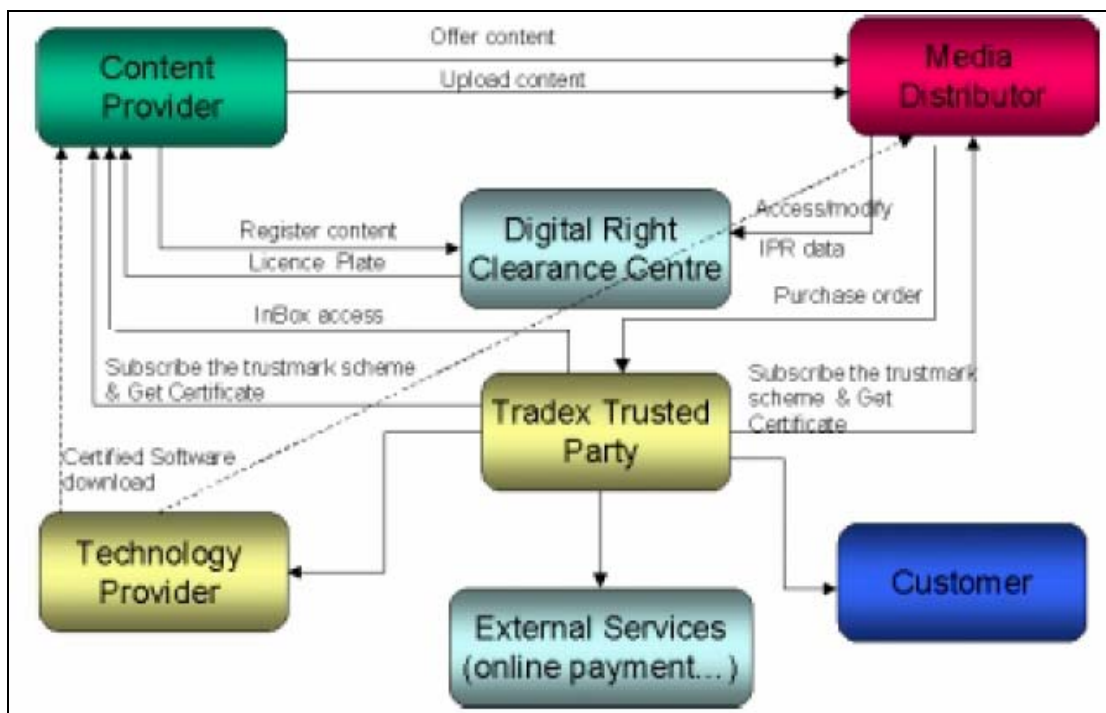 Offer content
Content
Provider
Upload content
Media
Distributor
Register content
Licence Plate
Digital Right
Clearance Centre
Access/modify
IPR data
InBox access
Purchase order
Subscribe the trustmark scheme
& Get Certificate
Tradex Trusted
Party
Subscribe the trustmark
scheme & Get
Certificate
Certified Software
download
Technology
Provider
External Services
(online payment...)
Customer